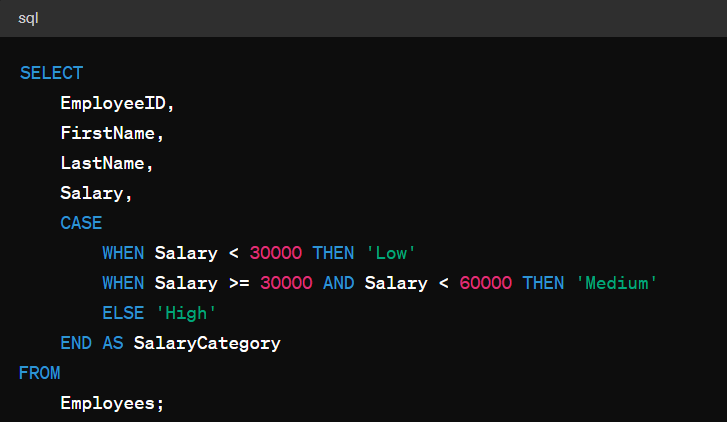 sql
SELECT
    EmployeeID,
    FirstName,
    LastName,
    Salary,
    CASE
        WHEN Salary < 30000 THEN 'Low'
        WHEN Salary >= 30000 AND Salary < 60000 THEN 'Medium'
        ELSE 'High'
    END AS SalaryCategory
FROM
    Employees;